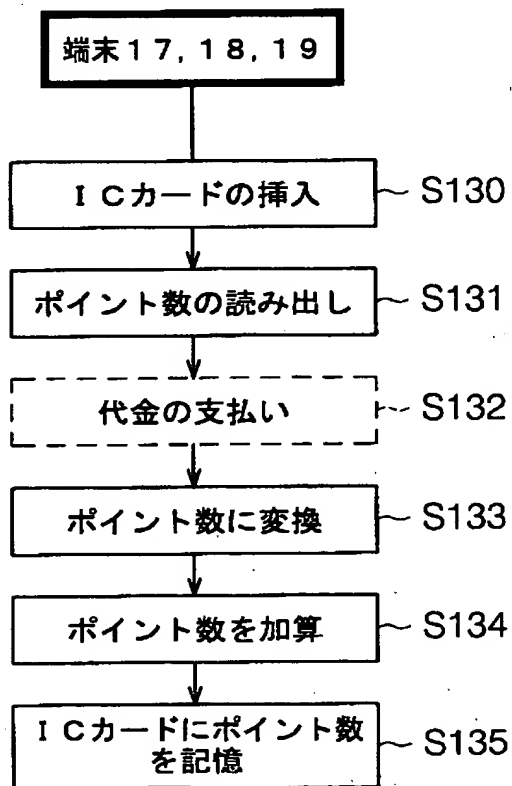 端末17,18,19
ICカードの挿入
S130
ポイント数の読み出し
S131
代金の支払い
S132
ポイント数に変換
S133
ポイント数を加算
S134
ICカードにポイント数
を記憶
S135